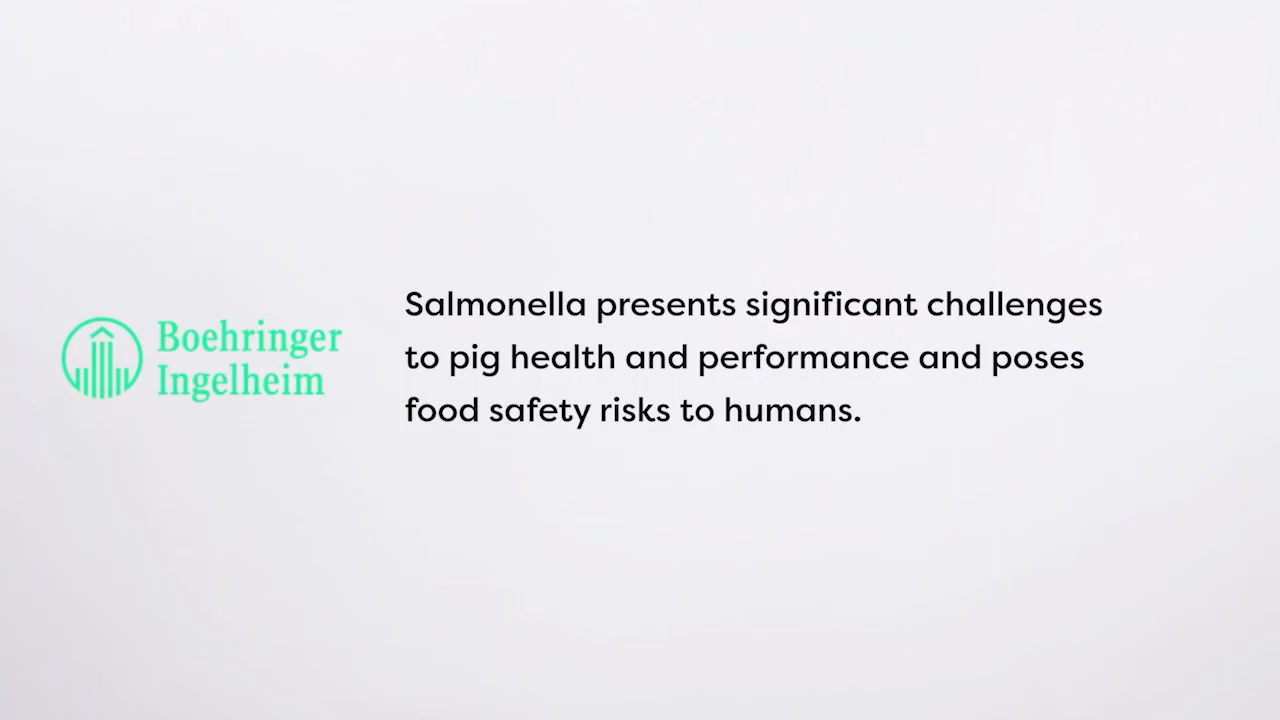 Boehringer
Ingelheim
Salmonella presents significant challenges
to pig health and performance and poses
food safety risks to humans.